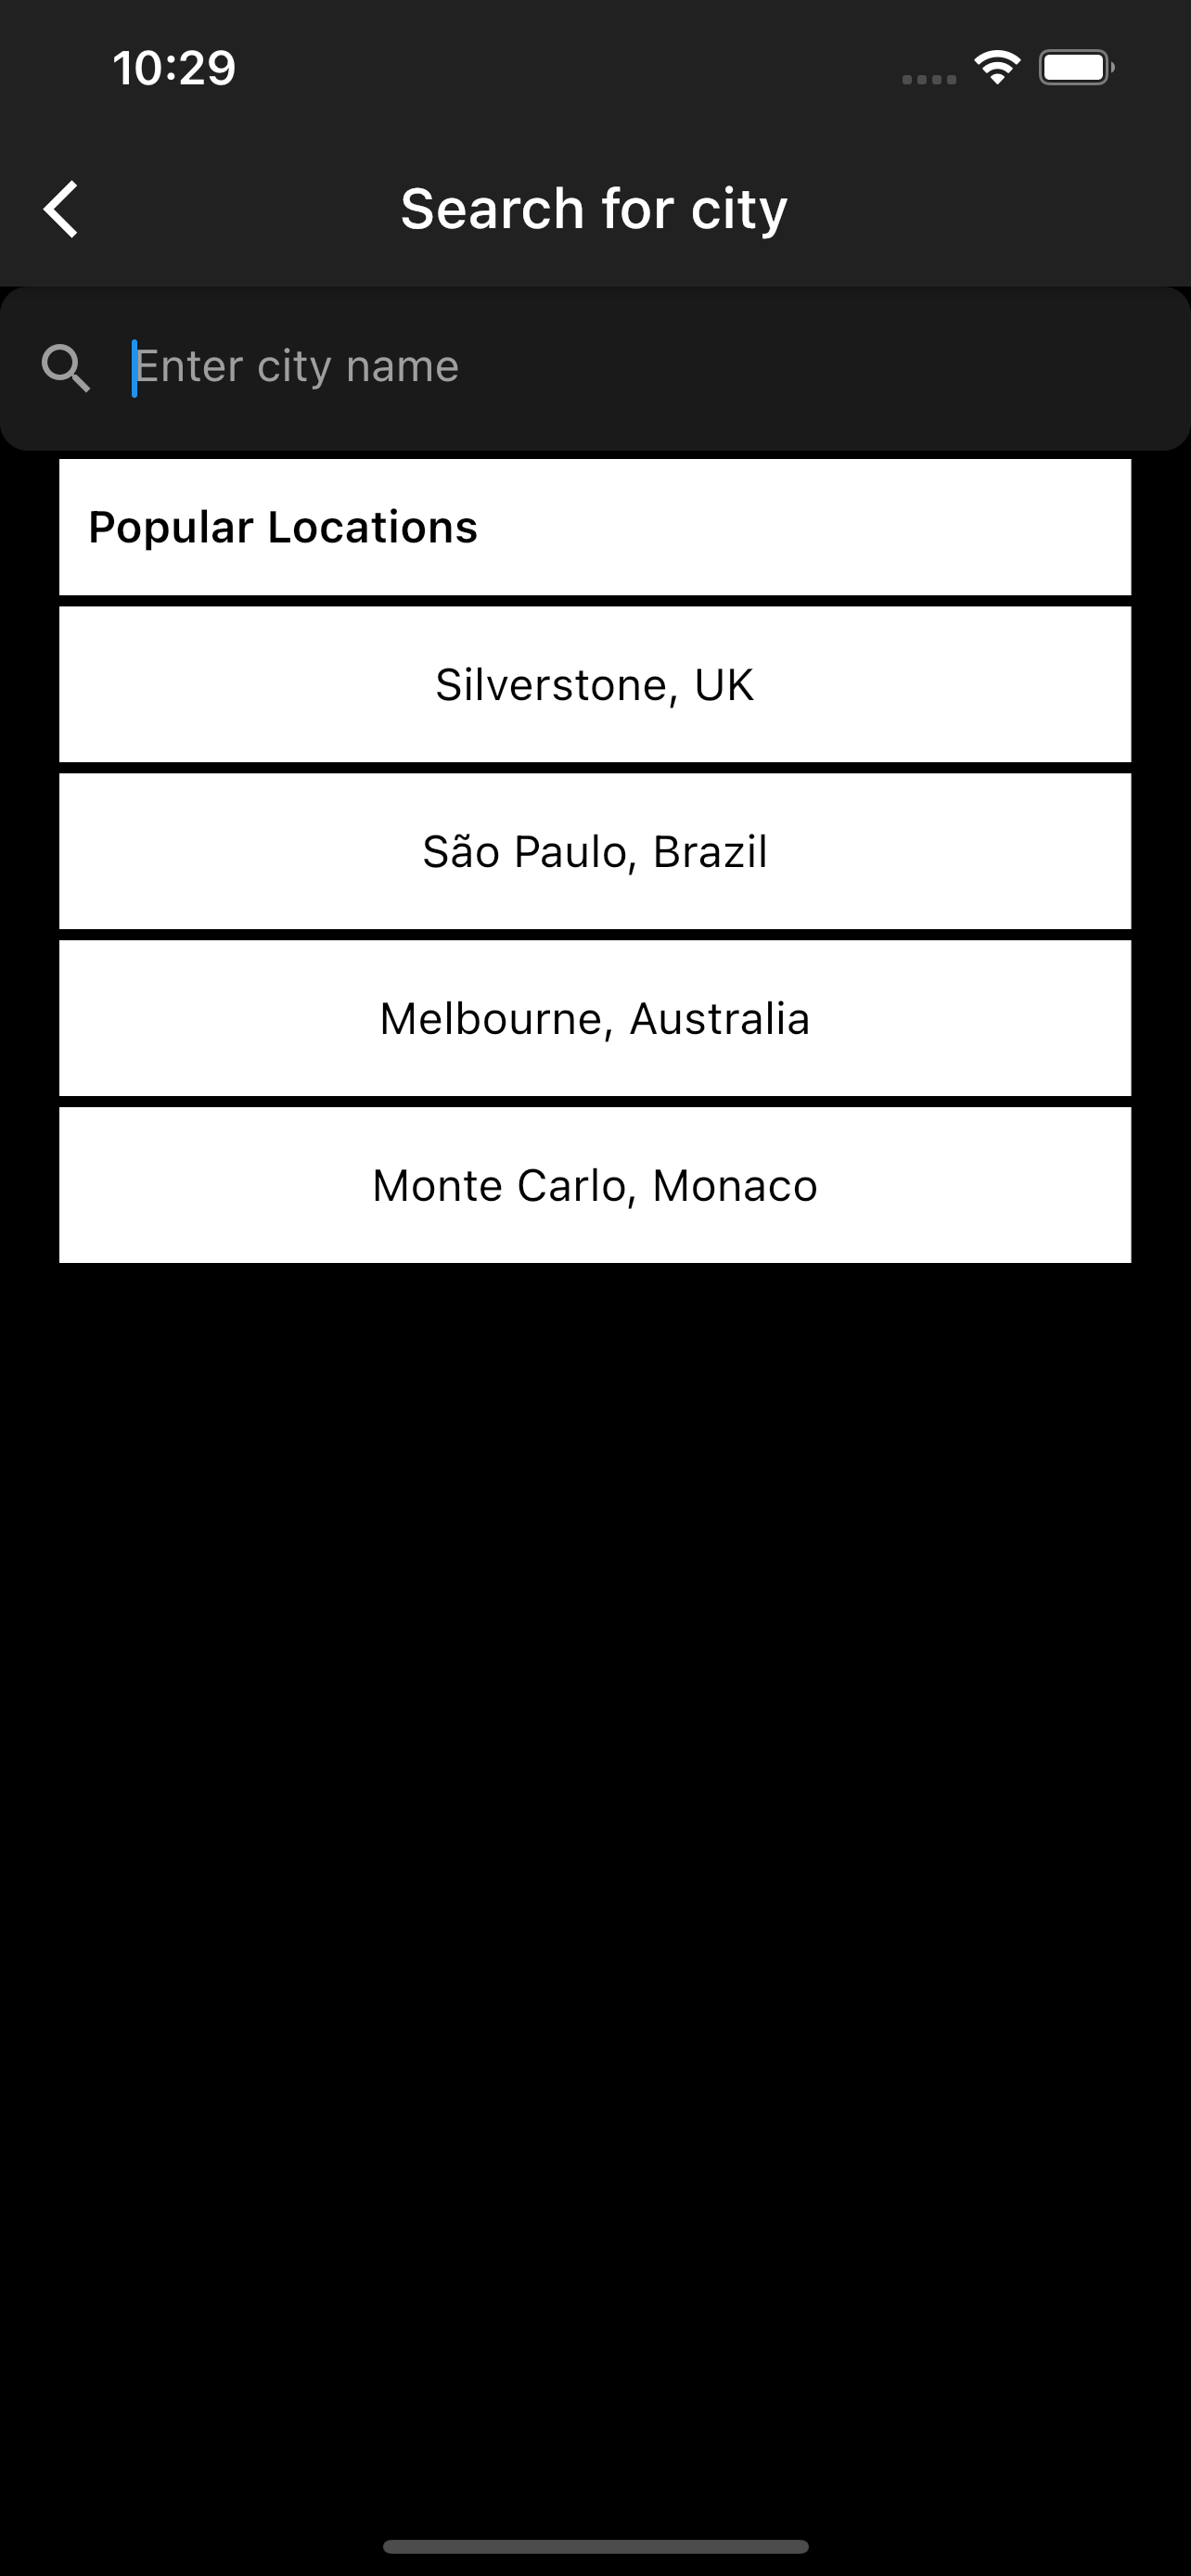 10:29
Search for city
Enter city name
Popular Locations
Silverstone, UK
São Paulo, Brazil
Melbourne, Australia
Monte Carlo, Monaco